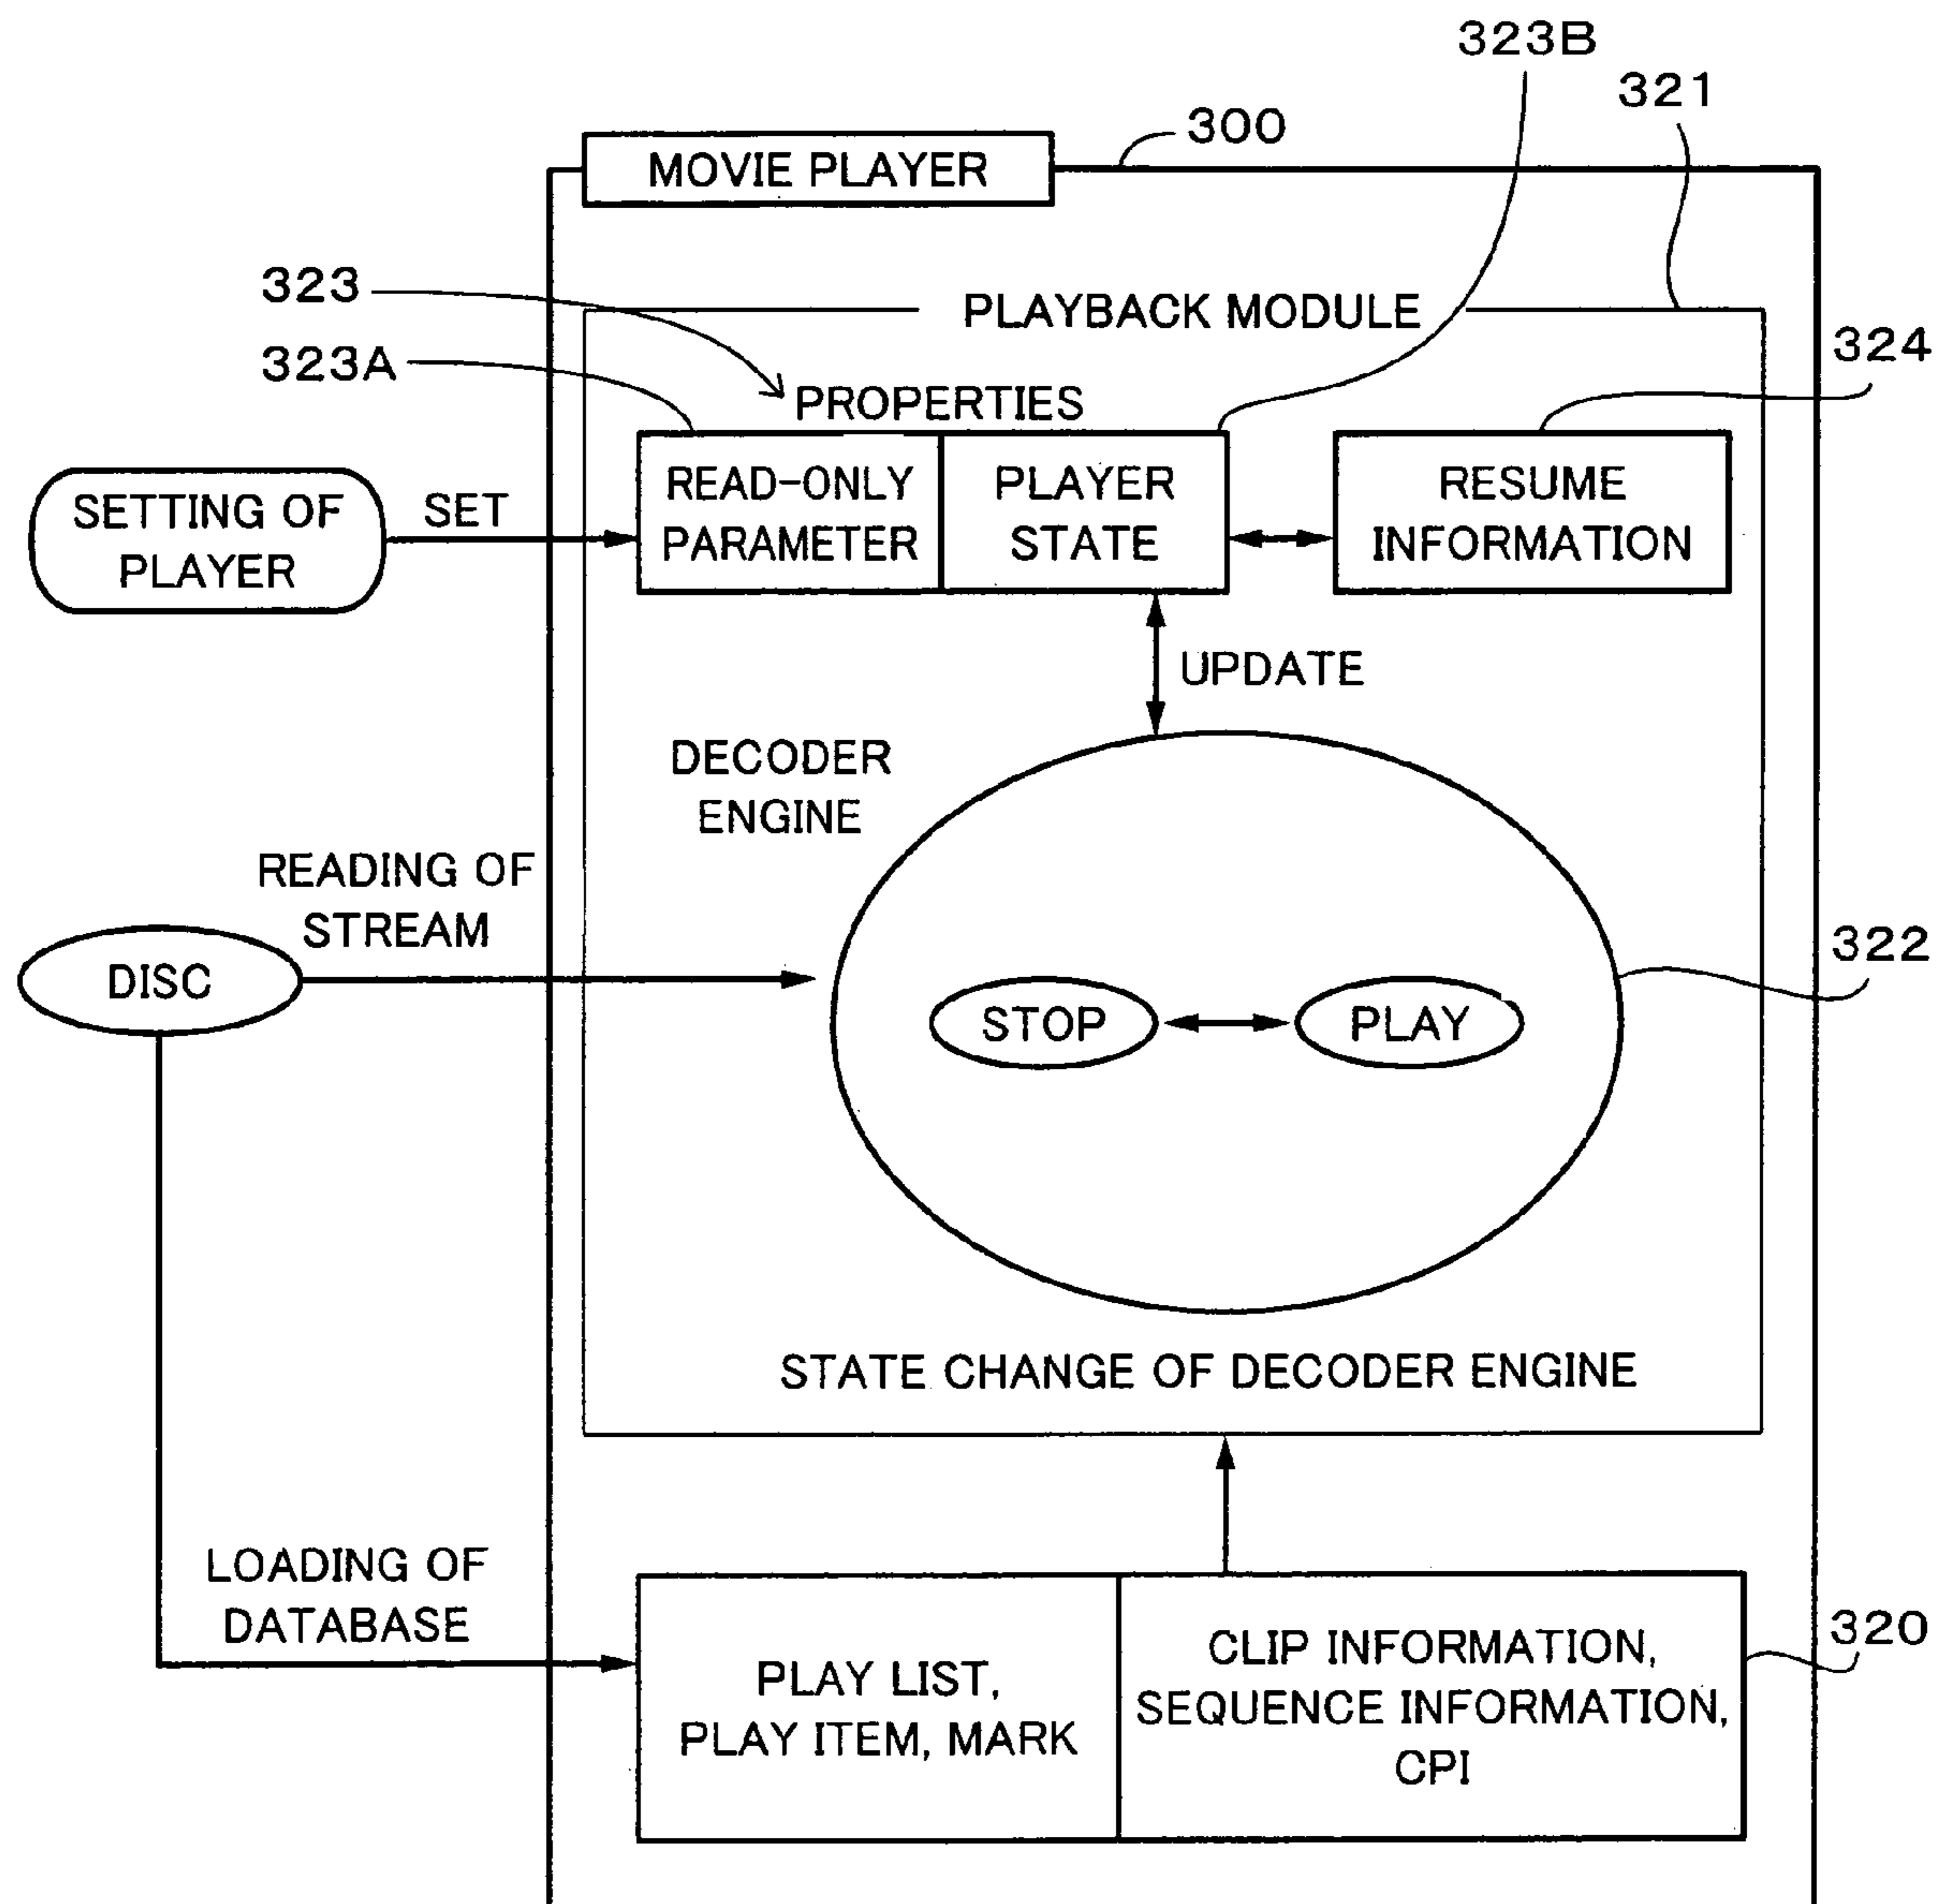 323B
321
300
MOVIE PLAYER
323
PLAYBACK MODULE
324
323A
PROPERTIES
SETTING OF
PLAYER
SET
READ-ONLY
PARAMETER
PLAYER
STATE
RESUME
INFORMATION
UPDATE
DECODER
ENGINE
READING OF
STREAM
322
DISC
STOP
PLAY
STATE CHANGE OF DECODER ENGINE
LOADING OF
DATABASE
320
PLAY LIST,
PLAY ITEM, MARK
CLIP INFORMATION,
SEQUENCE INFORMATION,
CPI